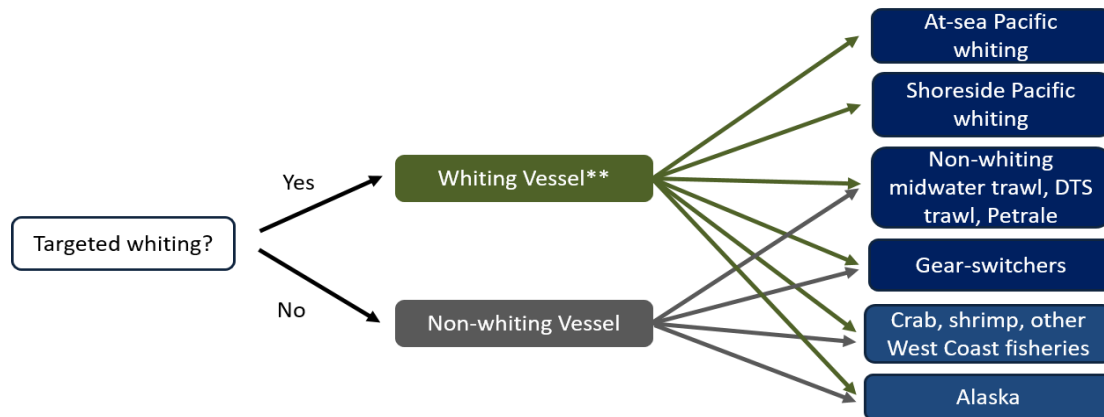 At-sea Pacific
whiting
Shoreside Pacific
whiting
Yes
Whiting Vessel**
Non-whiting
midwater trawl, DTS
trawl, Petrale
Targeted whiting?
Gear-switchers
No
Non-whiting Vessel
Crab, shrimp, other
West Coast fisheries
Alaska